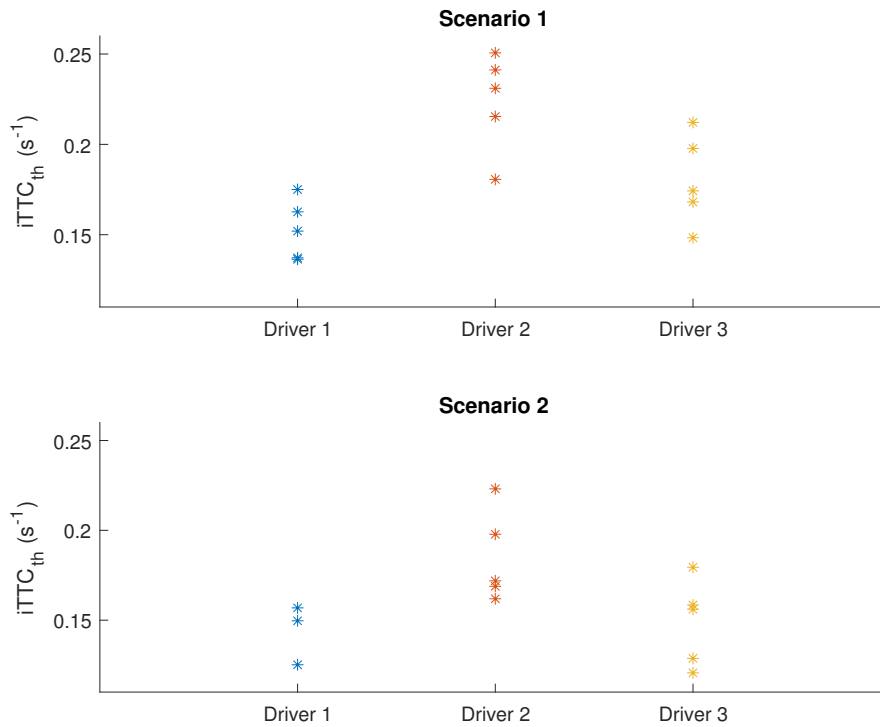 Scenario 1
iTTC_th (s^-1)
0.25
0.2
0.15
Driver 1 Driver 2 Driver 3
Scenario 2
iTTC_th (s^-1)
0.25
0.2
0.15
Driver 1 Driver 2 Driver 3